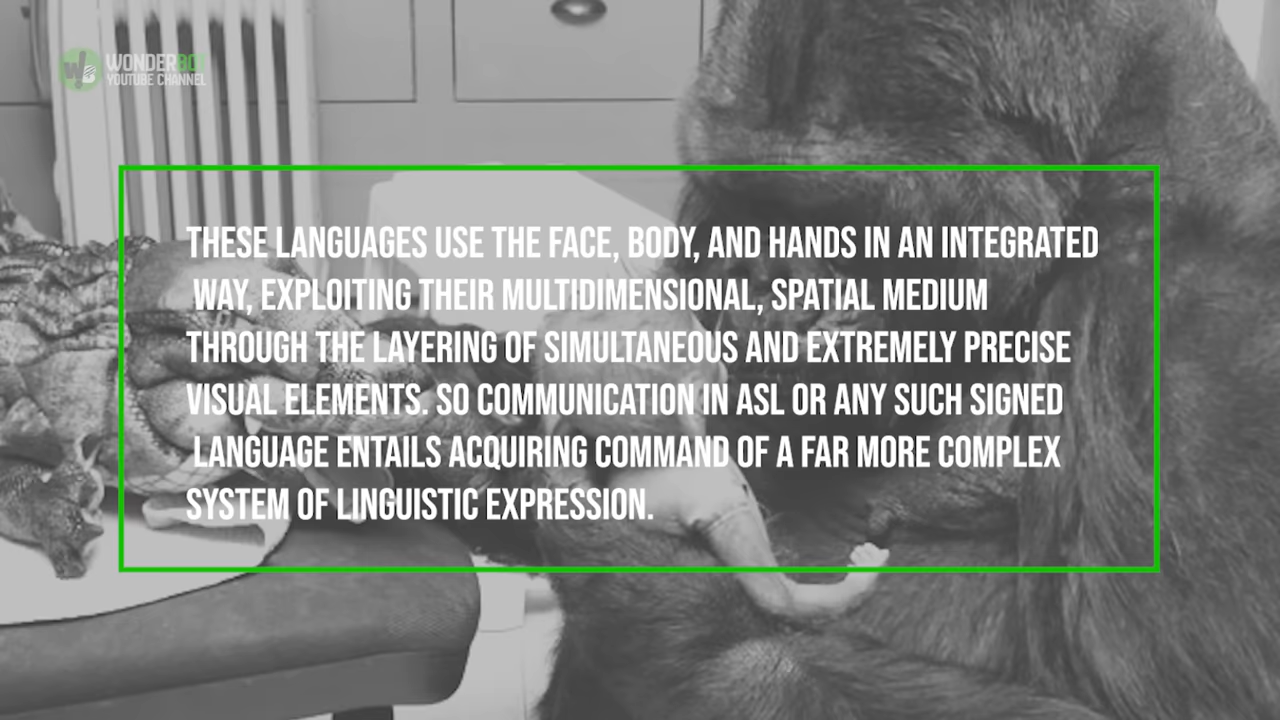 WONDERBOT
YOUTUBE CHANNEL
THESE LANGUAGES USE THE FACE, BODY, AND HANDS IN AN INTEGRATED
WAY, EXPLOITING THEIR MULTIDIMENSIONAL, SPATIAL MEDIUM
THROUGH THE LAYERING OF SIMULTANEOUS AND EXTREMELY PRECISE
VISUAL ELEMENTS. SO COMMUNICATION IN ASL OR ANY SUCH SIGNED
LANGUAGE ENTAILS ACQUIRING COMMAND OF A FAR MORE COMPLEX
SYSTEM OF LINGUISTIC EXPRESSION.